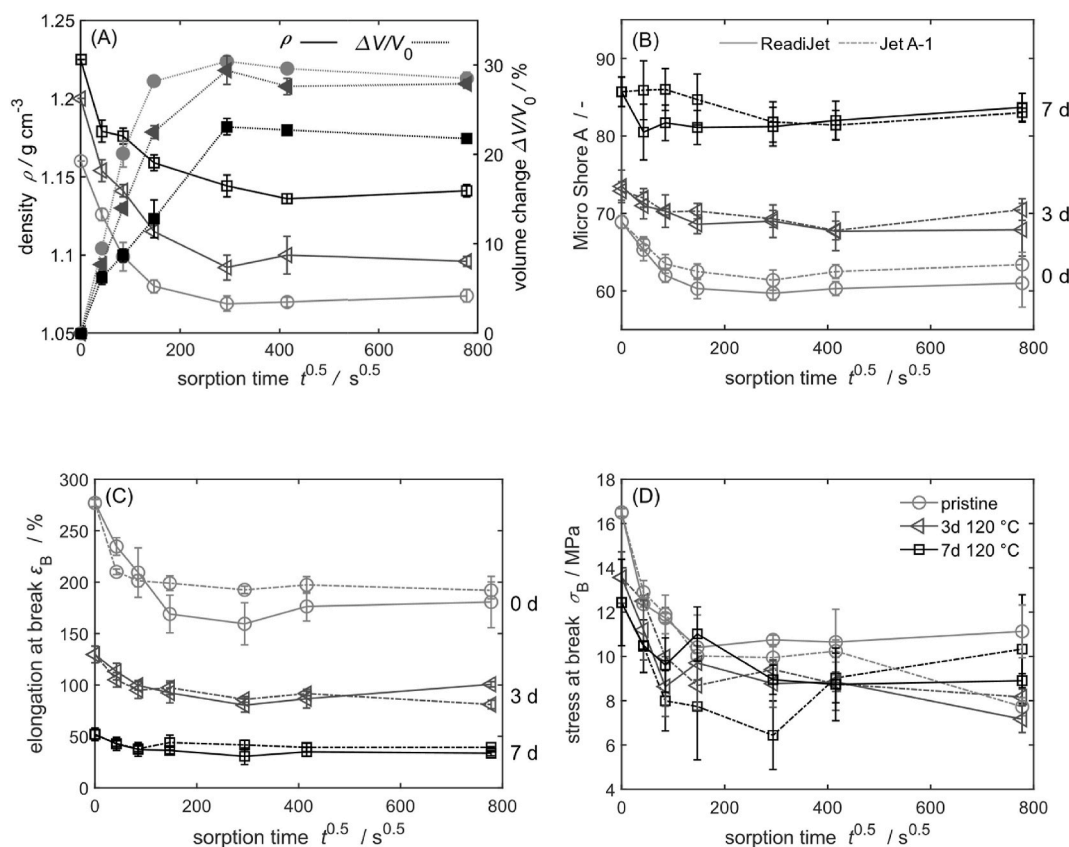 (A)
ρ
ΔV/V0
density ρ / g cm-3
1.25
1.2
1.15
1.1
1.05
volume change ΔV/V0 / %
30
20
10
0
0 200 400 600 800
sorption time t0.5 / s0.5
(B)
ReadiJet
Jet A-1
Micro Shore A / -
90
80
70
60
7 d
3 d
0 d
0 200 400 600 800
sorption time t0.5 / s0.5
(C)
elongation at break εB / %
300
250
200
150
100
50
0
0 d
3 d
7 d
0 200 400 600 800
sorption time t0.5 / s0.5
(D)
pristine
3d 120 °C
7d 120 °C
stress at break σB / MPa
18
16
14
12
10
8
6
4
0 200 400 600 800
sorption time t0.5 / s0.5